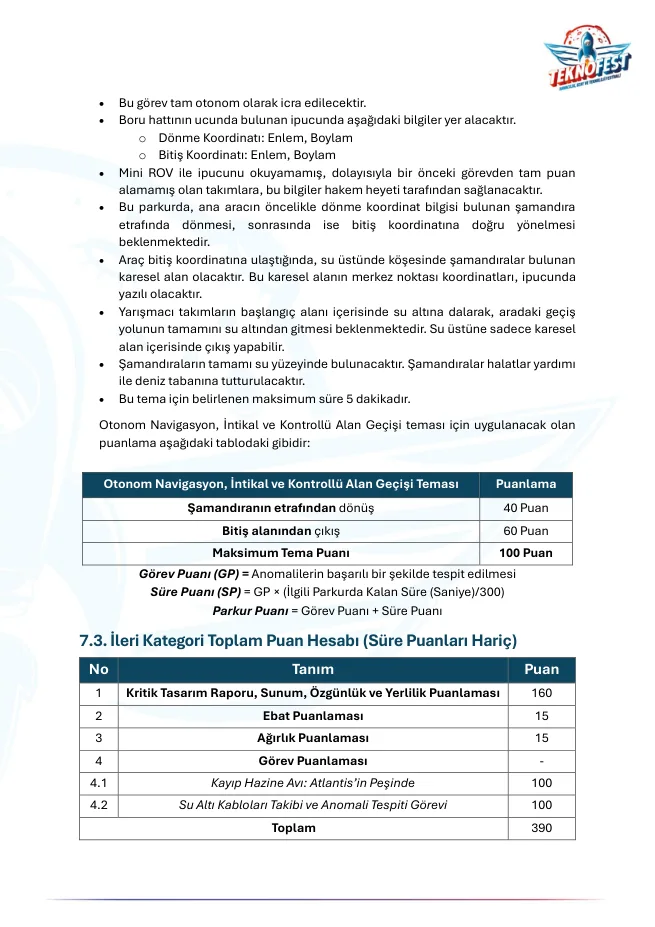 TEKNOFEST
• Bu görev tam otonom olarak icra edilecektir.
• Boru hattının ucunda bulunan ipucunda aşağıdaki bilgiler yer alacaktır.
o Dönme Koordinatı: Enlem, Boylam
o Bitiş Koordinatı: Enlem, Boylam
• Mini ROV ile ipucunu okuyamamış, dolayısıyla bir önceki görevden tam puan
alamamış olan takımlara, bu bilgiler hakem heyeti tarafından sağlanacaktır.
• Bu parkurda, ana aracın öncelikle dönme koordinat bilgisi bulunan şamandıra
etrafında dönmesi, sonrasında ise bitiş koordinatına doğru yönelmesi
beklenmektedir.
• Araç bitiş koordinatına ulaştığında, su üstünde köşesinde şamandıralar bulunan
karesel alan olacaktır. Bu karesel alanın merkez noktası koordinatları, ipucunda
yazılı olacaktır.
• Yarışmacı takımların başlangıç alanı içerisinde su altına dalarak, aradaki geçiş
yolunun tamamını su altından gitmesi beklenmektedir. Su üstüne sadece karesel
alan içerisinde çıkış yapabilir.
• Şamandıraların tamamı su yüzeyinde bulunacaktır. Şamandıralar halatlar yardımı
ile deniz tabanına tutturulacaktır.
• Bu tema için belirlenen maksimum süre 5 dakikadır.
Otonom Navigasyon, İntikal ve Kontrollü Alan Geçişi teması için uygulanacak olan
puanlama aşağıdaki tablodaki gibidir:
Otonom Navigasyon, İntikal ve Kontrollü Alan Geçişi Teması Puanlama
Şamandıranın etrafından dönüş 40 Puan
Bitiş alanından çıkış 60 Puan
Maksimum Tema Puanı 100 Puan
Görev Puanı (GP) = Anomalilerin başarılı bir şekilde tespit edilmesi
Süre Puanı (SP) = GP × (İlgili Parkurda Kalan Süre (Saniye)/300)
Parkur Puanı = Görev Puanı + Süre Puanı
7.3. İleri Kategori Toplam Puan Hesabı (Süre Puanları Hariç)
No Tanım Puan
1 Kritik Tasarım Raporu, Sunum, Özgünlük ve Yerlilik Puanlaması 160
2 Ebat Puanlaması 15
3 Ağırlık Puanlaması 15
4 Görev Puanlaması -
4.1 Kayıp Hazine Avı: Atlantis'in Peşinde 100
4.2 Su Altı Kabloları Takibi ve Anomali Tespiti Görevi 100
Toplam 390